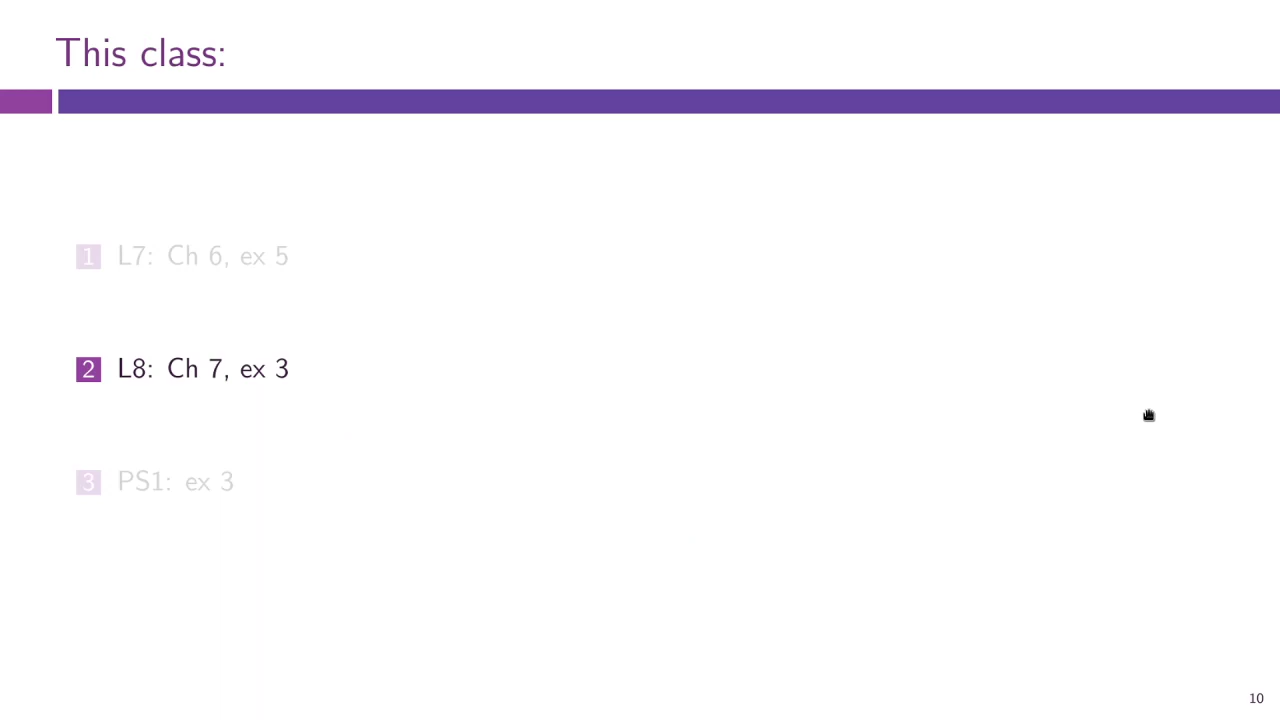 This class:
1 L7: Ch 6, ex 5
2 L8: Ch 7, ex 3
3 PS1: ex 3
10